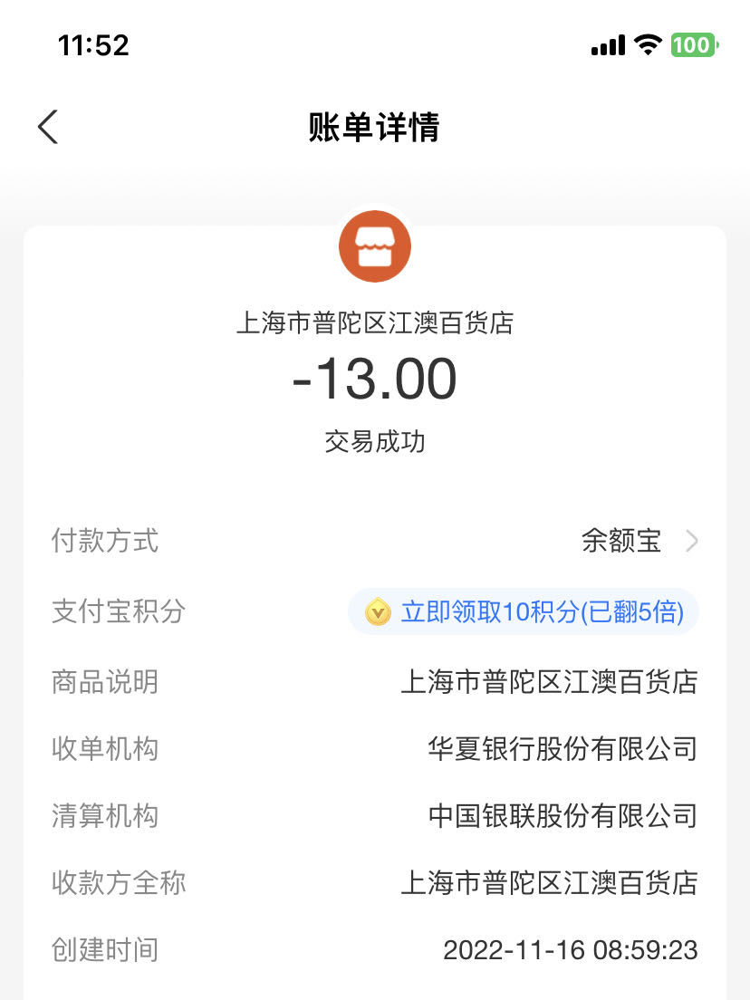 11:52
100
账单详情
上海市普陀区江澳百货店
-13.00
交易成功
付款方式 余额宝
支付宝积分 立即领取10积分(已翻5倍)
商品说明 上海市普陀区江澳百货店
收单机构 华夏银行股份有限公司
清算机构 中国银联股份有限公司
收款方全称 上海市普陀区江澳百货店
创建时间 2022-11-16 08:59:23